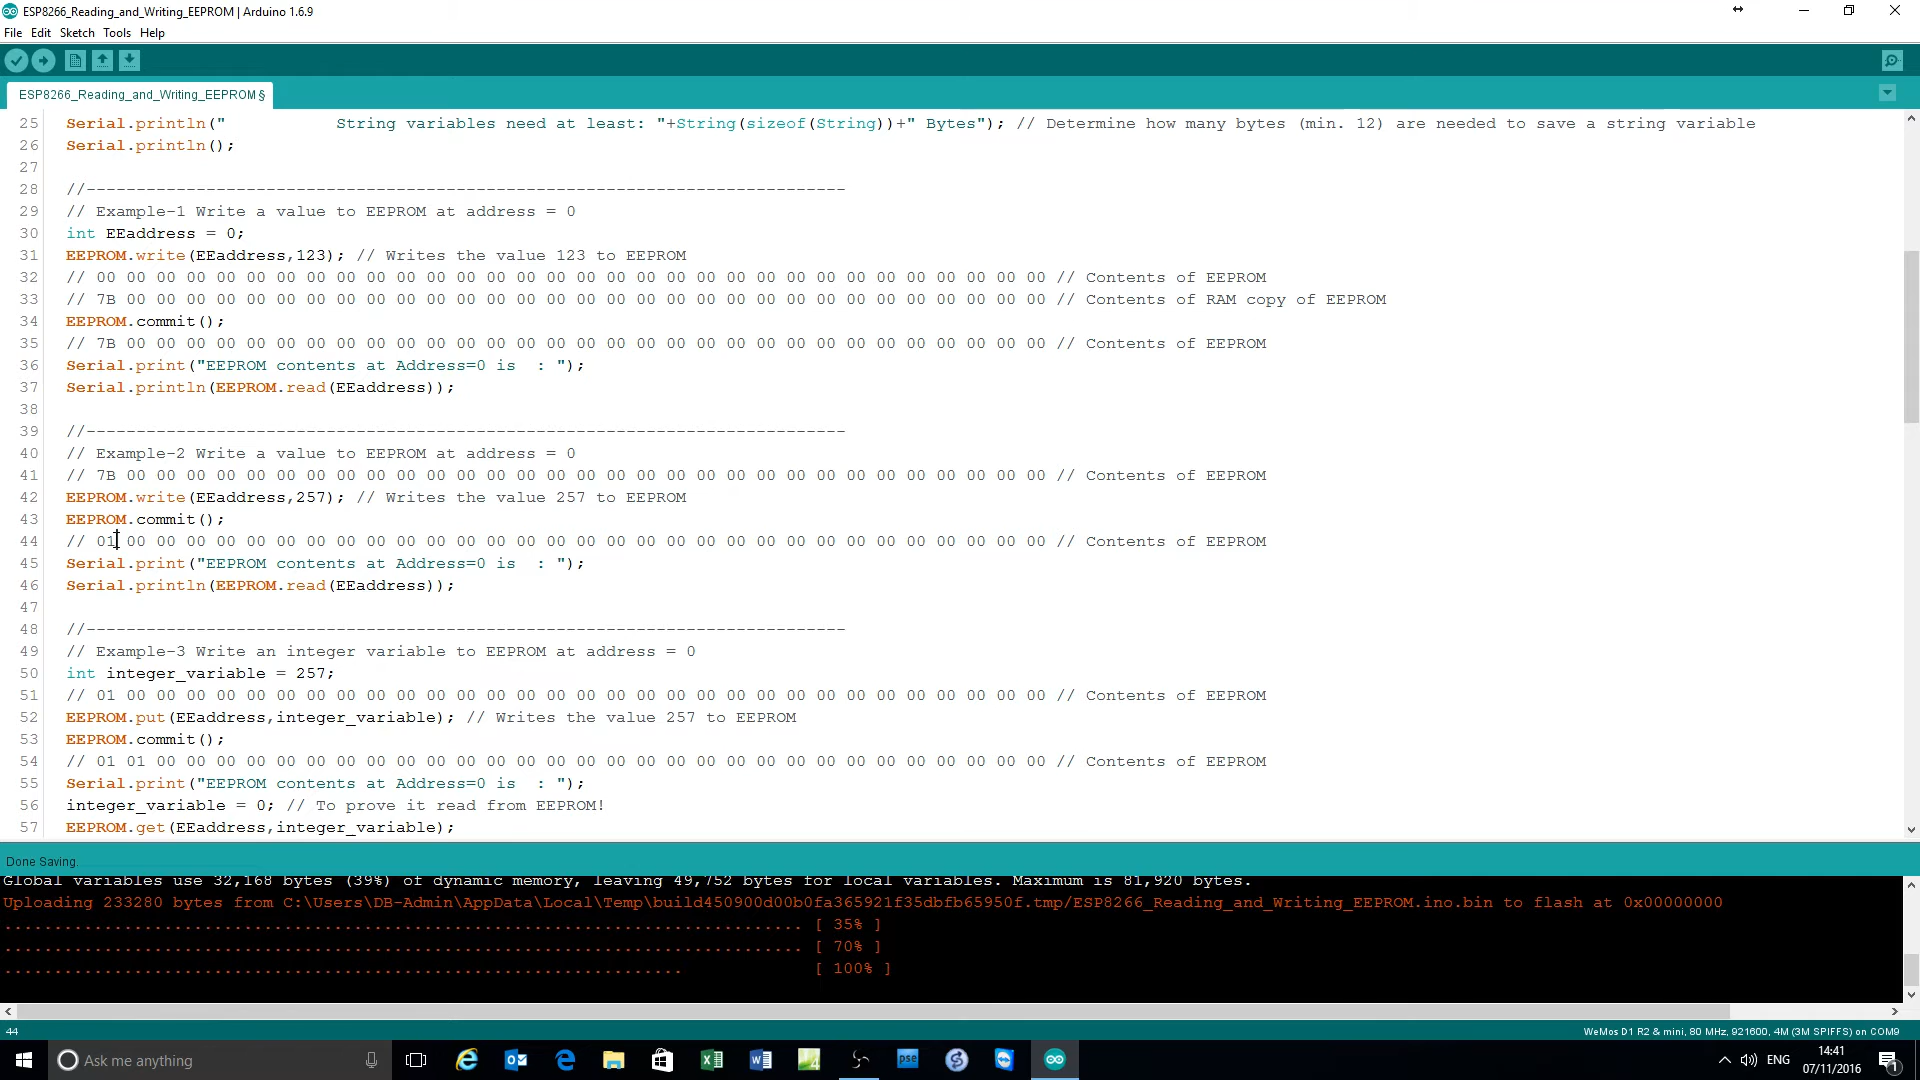 ESP8266_Reading_and_Writing_EEPROM | Arduino 1.6.9
File Edit Sketch Tools Help
ESP8266_Reading_and_Writing_EEPROM §
25 Serial.println("           String variables need at least: "+String(sizeof(String))+" Bytes"); // Determine how many bytes (min. 12) are needed to save a string variable
26 Serial.println();
27
28 //----------------------------------------------------------------------------
29 // Example-1 Write a value to EEPROM at address = 0
30 int EEaddress = 0;
31 EEPROM.write(EEaddress,123); // Writes the value 123 to EEPROM
32 // 00 00 00 00 00 00 00 00 00 00 00 00 00 00 00 00 00 00 00 00 00 00 00 00 00 00 00 00 00 00 00 00 // Contents of EEPROM
33 // 7B 00 00 00 00 00 00 00 00 00 00 00 00 00 00 00 00 00 00 00 00 00 00 00 00 00 00 00 00 00 00 00 // Contents of RAM copy of EEPROM
34 EEPROM.commit();
35 // 7B 00 00 00 00 00 00 00 00 00 00 00 00 00 00 00 00 00 00 00 00 00 00 00 00 00 00 00 00 00 00 00 // Contents of EEPROM
36 Serial.print("EEPROM contents at Address=0 is  : ");
37 Serial.println(EEPROM.read(EEaddress));
38
39 //----------------------------------------------------------------------------
40 // Example-2 Write a value to EEPROM at address = 0
41 // 7B 00 00 00 00 00 00 00 00 00 00 00 00 00 00 00 00 00 00 00 00 00 00 00 00 00 00 00 00 00 00 00 // Contents of EEPROM
42 EEPROM.write(EEaddress,257); // Writes the value 257 to EEPROM
43 EEPROM.commit();
44 // 01 00 00 00 00 00 00 00 00 00 00 00 00 00 00 00 00 00 00 00 00 00 00 00 00 00 00 00 00 00 00 00 // Contents of EEPROM
45 Serial.print("EEPROM contents at Address=0 is  : ");
46 Serial.println(EEPROM.read(EEaddress));
47
48 //----------------------------------------------------------------------------
49 // Example-3 Write an integer variable to EEPROM at address = 0
50 int integer_variable = 257;
51 // 01 00 00 00 00 00 00 00 00 00 00 00 00 00 00 00 00 00 00 00 00 00 00 00 00 00 00 00 00 00 00 00 // Contents of EEPROM
52 EEPROM.put(EEaddress,integer_variable); // Writes the value 257 to EEPROM
53 EEPROM.commit();
54 // 01 01 00 00 00 00 00 00 00 00 00 00 00 00 00 00 00 00 00 00 00 00 00 00 00 00 00 00 00 00 00 00 // Contents of EEPROM
55 Serial.print("EEPROM contents at Address=0 is  : ");
56 integer_variable = 0; // To prove it read from EEPROM!
57 EEPROM.get(EEaddress,integer_variable);
Done Saving.
Global variables use 32,168 bytes (39%) of dynamic memory, leaving 49,752 bytes for local variables. Maximum is 81,920 bytes.
Uploading 233280 bytes from C:\Users\DB-Admin\AppData\Local\Temp\build450900d00b0fa365921f35dbfb65950f.tmp/ESP8266_Reading_and_Writing_EEPROM.ino.bin to flash at 0x00000000
................................................................................ [ 35% ]
................................................................................ [ 70% ]
....................................................................             [ 100% ]
44 WeMos D1 R2 & mini, 80 MHz, 921600, 4M (3M SPIFFS) on COM9
Ask me anything
pse
ENG
14:41
07/11/2016
1